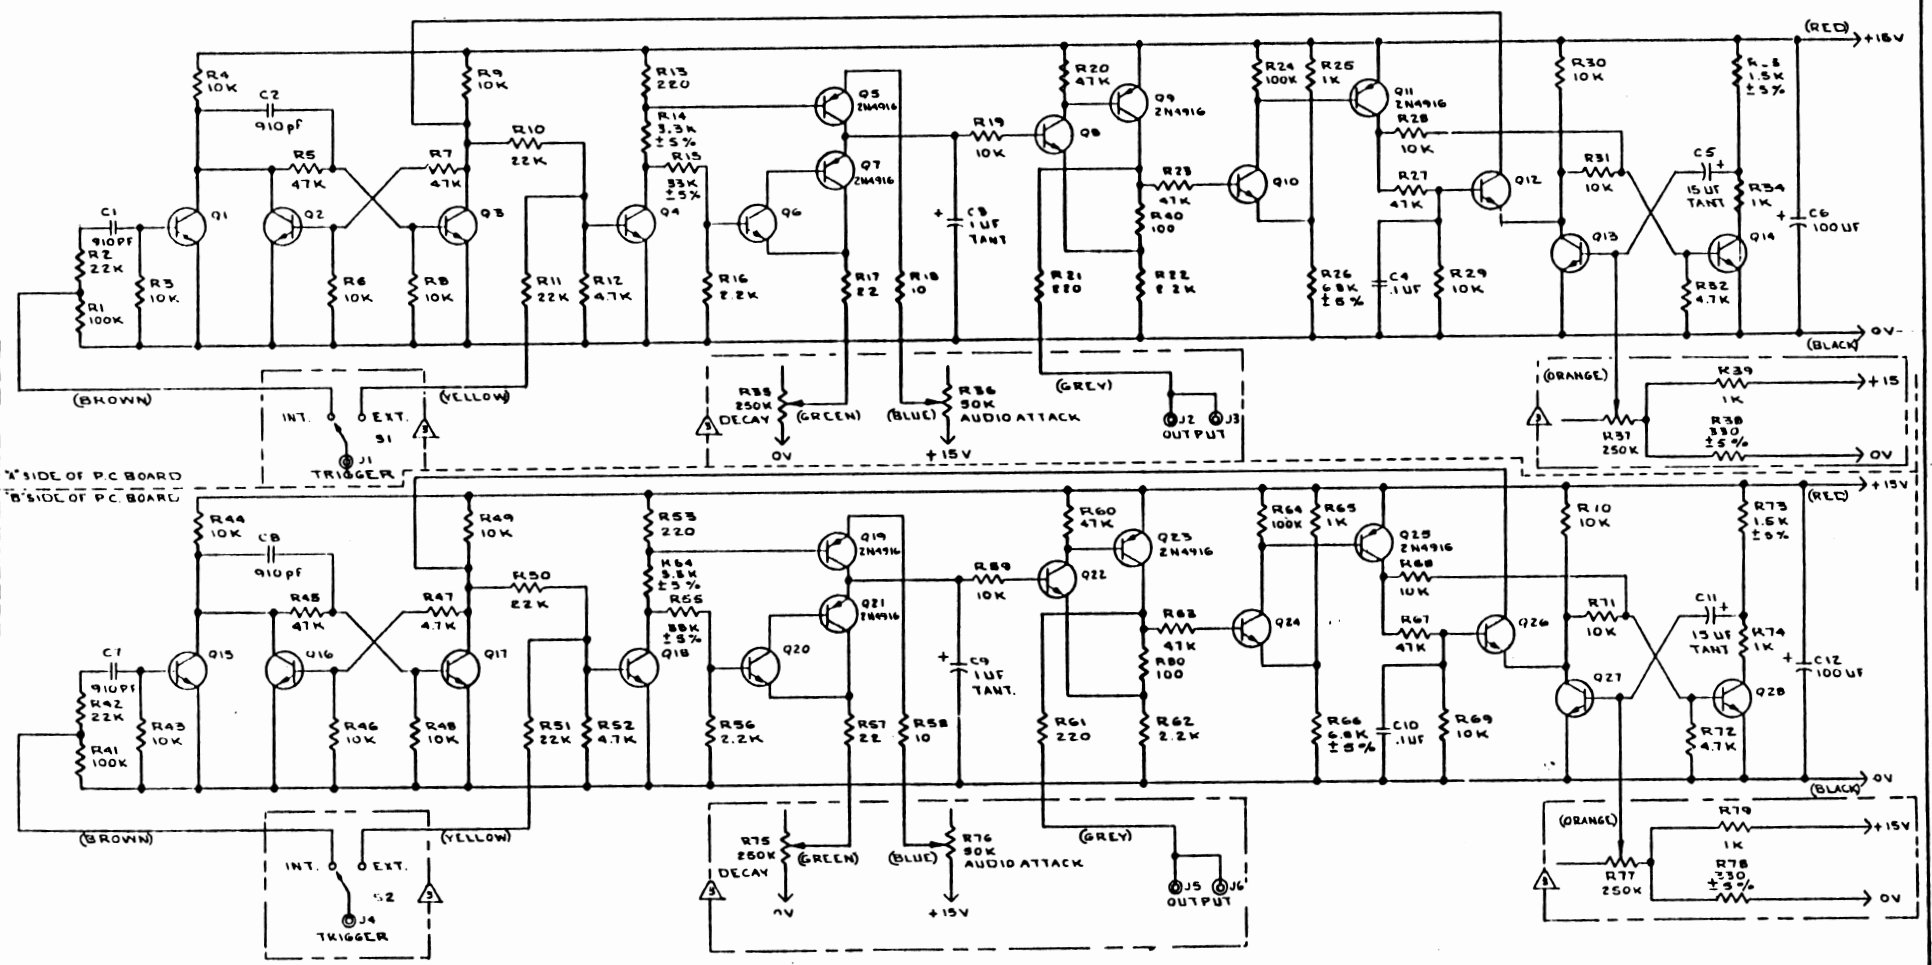 (RED)
+15V
R4
10K
C2
910PF
R9
10K
R13
220
Q5
2N4916
R20
47K
Q9
2N4916
R24
100K
R25
1K
Q11
2N4916
R30
10K
1.5K
±5%
R10
22K
R14
3.3K
±5%
R15
33K
±5%
R5
47K
R7
47K
Q7
2N4916
R19
10K
Q8
R28
10K
R31
10K
C5
15UF
TANT
R34
1K
R23
47K
Q10
R27
47K
Q12
C1
910PF
Q1
Q2
Q3
Q4
Q6
+
C3
1UF
TANT
R40
100
Q13
Q14
+
C6
100UF
R2
22K
R1
100K
R3
10K
R6
10K
R8
10K
R11
22K
R12
4.7K
R16
2.2K
R17
22
R18
10
R21
220
R22
2.2K
R26
6.8K
±5%
C4
.1UF
R29
10K
R32
4.7K
0V
(BLACK)
(BROWN)
INT.
EXT.
S1
3
J1
TRIGGER
(YELLOW)
R35
250K
DECAY
(GREEN)
0V
3
(BLUE)
R36
50K
AUDIO ATTACK
+15V
(GREY)
J2
J3
OUTPUT
(ORANGE)
3
R37
250K
R39
1K
+15
R38
330
±5%
0V
"A" SIDE OF P.C BOARD
"B" SIDE OF P.C. BOARD
+15V
(RED)
R44
10K
C8
910PF
R49
10K
R53
220
Q19
2N4916
R60
47K
Q23
2N4916
R64
100K
R65
1K
Q25
2N4916
R10
10K
R73
1.5K
±5%
R50
22K
R64
3.3K
±5%
R55
33K
±5%
R45
47K
R47
4.7K
Q21
2N4916
R59
10K
Q22
R68
10K
R71
10K
C11
15UF
TANT
R74
1K
R63
47K
Q24
R67
47K
Q26
C7
910PF
Q15
Q16
Q17
Q18
Q20
+
C9
1UF
TANT.
R80
100
Q27
Q28
+
C12
100UF
R42
22K
R41
100K
R43
10K
R46
10K
R48
10K
R51
22K
R52
4.7K
R56
2.2K
R57
22
R58
10
R61
220
R62
2.2K
R66
6.8K
±5%
C10
.1UF
R69
10K
R72
4.7K
0V
(BLACK)
(BROWN)
INT.
EXT.
S2
3
J4
TRIGGER
(YELLOW)
R75
250K
DECAY
(GREEN)
0V
3
(BLUE)
R76
50K
AUDIO ATTACK
+15V
(GREY)
J5
J6
OUTPUT
(ORANGE)
3
R77
250K
R79
1K
+15V
R78
330
±5%
0V